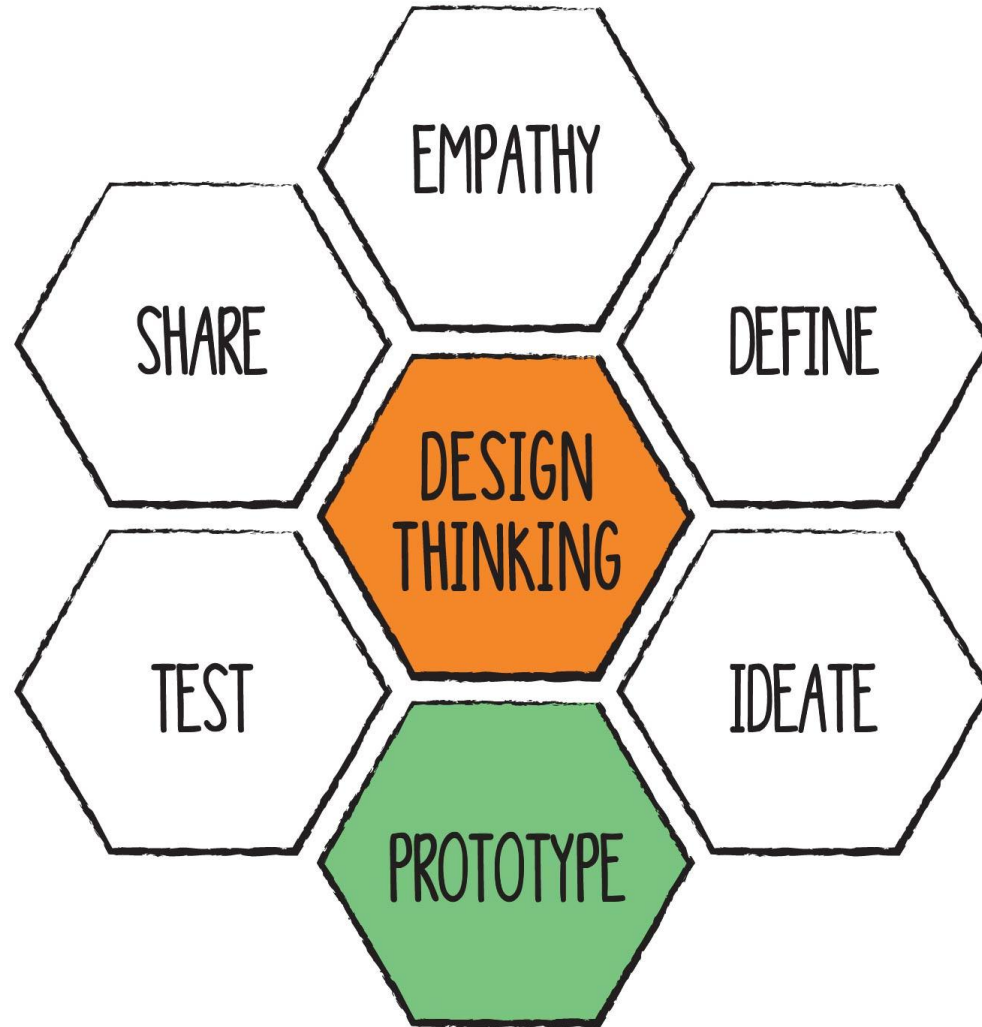 EMPATHY
SHARE
DEFINE
DESIGN
THINKING
TEST
IDEATE
PROTOTYPE